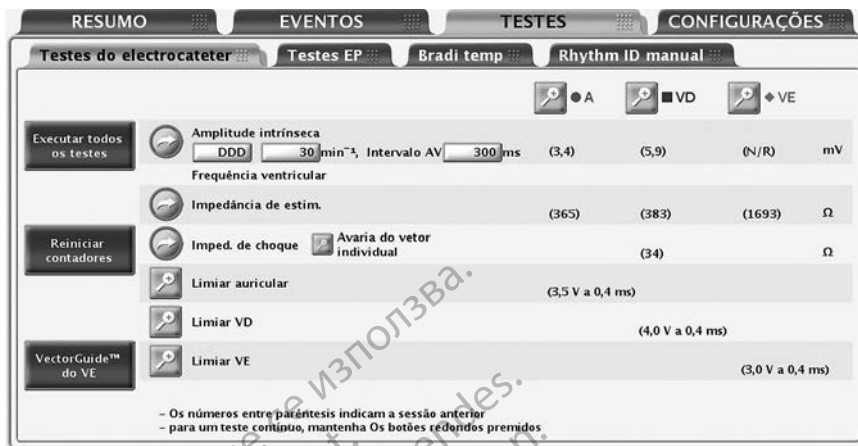 RESUMO EVENTOS TESTES CONFIGURAÇÕES
Testes do electrocateter Testes EP Bradi temp Rhythm ID manual
A VD VE
Executar todos os testes
Amplitude intrínseca
DDD 30 min⁻¹, Intervalo AV 300 ms (3,4) (5,9) (N/R) mV
Frequência ventricular
Impedância de estim. (365) (383) (1693) Ω
Reiniciar contadores
Imped. de choque Avaria do vetor individual (34) Ω
Limiar auricular (3,5 V a 0,4 ms)
Limiar VD (4,0 V a 0,4 ms)
VectorGuide™ do VE
Limiar VE (3,0 V a 0,4 ms)
– Os números entre parêntesis indicam a sessão anterior
– para um teste contínuo, mantenha Os botões redondos premidos
се използва.